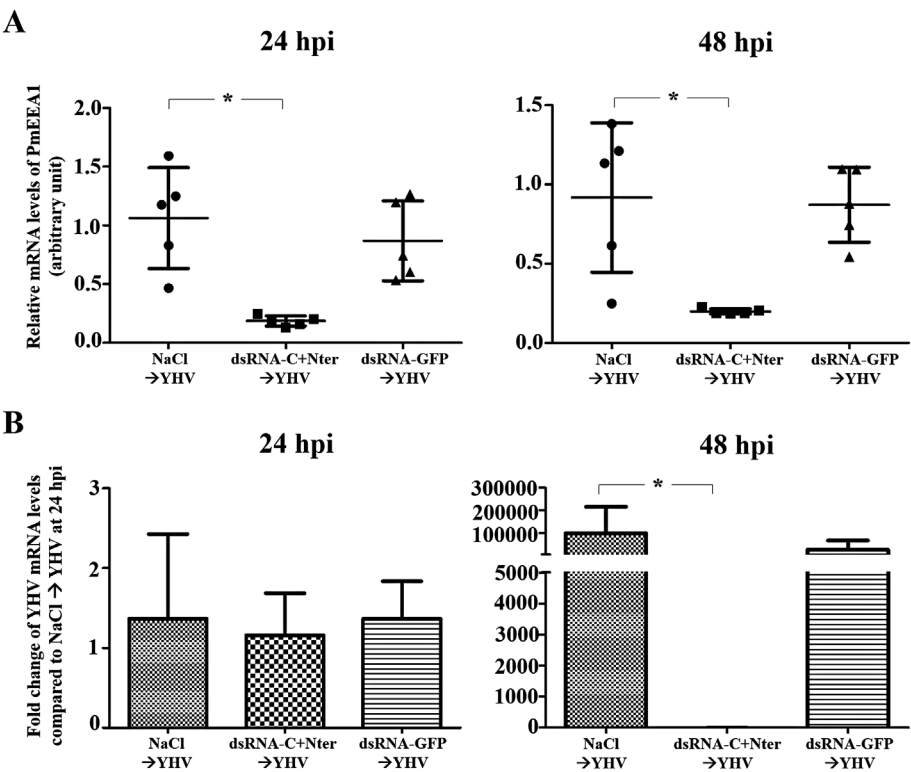 A
24 hpi
48 hpi
Relative mRNA levels of PmEEA1
(arbitrary unit)
2.0
1.5
1.0
0.5
0.0
*
NaCl
→YHV
dsRNA-C+Nter
→YHV
dsRNA-GFP
→YHV
1.5
1.0
0.5
0.0
*
NaCl
→YHV
dsRNA-C+Nter
→YHV
dsRNA-GFP
→YHV
B
24 hpi
48 hpi
Fold change of YHV mRNA levels
compared to NaCl → YHV at 24 hpi
3
2
1
0
NaCl
→YHV
dsRNA-C+Nter
→YHV
dsRNA-GFP
→YHV
300000
200000
100000
5000
4000
3000
2000
1000
0
*
NaCl
→YHV
dsRNA-C+Nter
→YHV
dsRNA-GFP
→YHV